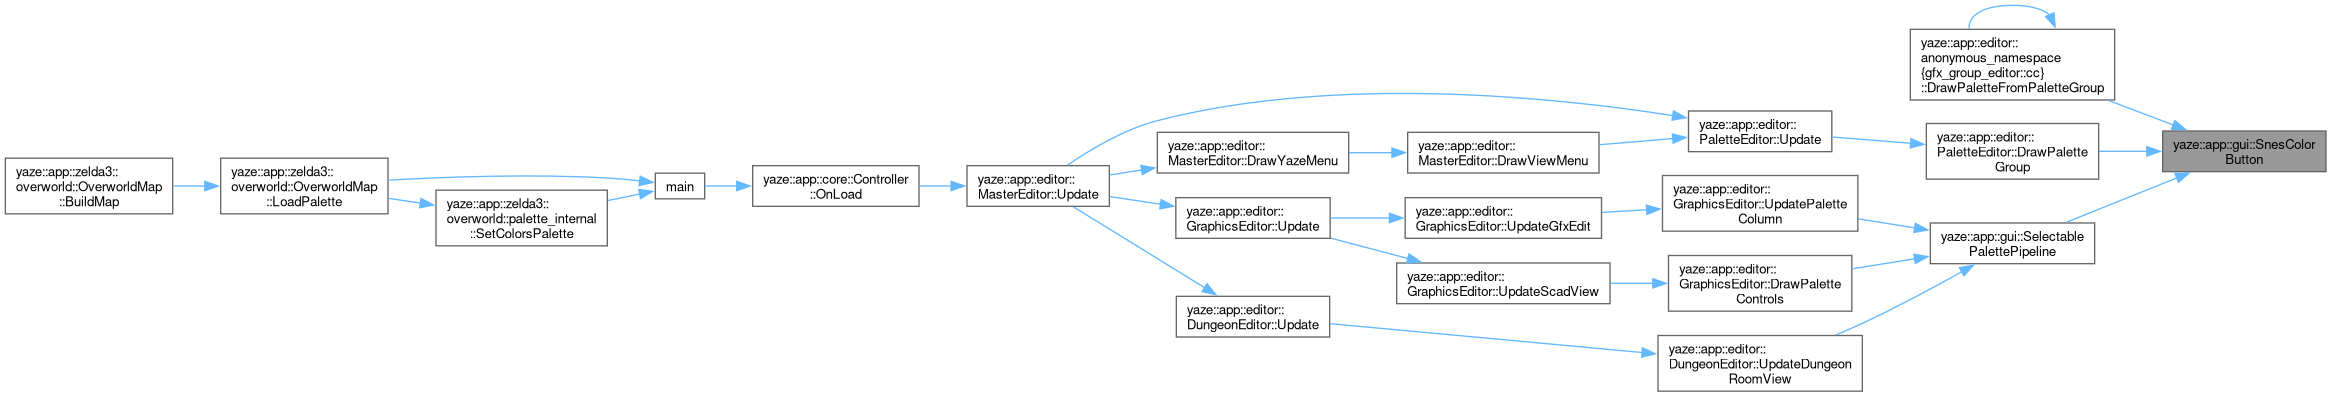 yaze::app::zelda3::
overworld::OverworldMap
::BuildMap
yaze::app::zelda3::
overworld::OverworldMap
::LoadPalette
yaze::app::zelda3::
overworld::palette_internal
::SetColorsPalette
main
yaze::app::core::Controller
::OnLoad
yaze::app::editor::
MasterEditor::Update
yaze::app::editor::
MasterEditor::DrawYazeMenu
yaze::app::editor::
GraphicsEditor::Update
yaze::app::editor::
DungeonEditor::Update
yaze::app::editor::
MasterEditor::DrawViewMenu
yaze::app::editor::
GraphicsEditor::UpdateGfxEdit
yaze::app::editor::
GraphicsEditor::UpdateScadView
yaze::app::editor::
PaletteEditor::Update
yaze::app::editor::
GraphicsEditor::UpdatePalette
Column
yaze::app::editor::
GraphicsEditor::DrawPalette
Controls
yaze::app::editor::
DungeonEditor::UpdateDungeon
RoomView
yaze::app::editor::
anonymous_namespace
{gfx_group_editor::cc}
::DrawPaletteFromPaletteGroup
yaze::app::editor::
PaletteEditor::DrawPalette
Group
yaze::app::gui::Selectable
PalettePipeline
yaze::app::gui::SnesColor
Button